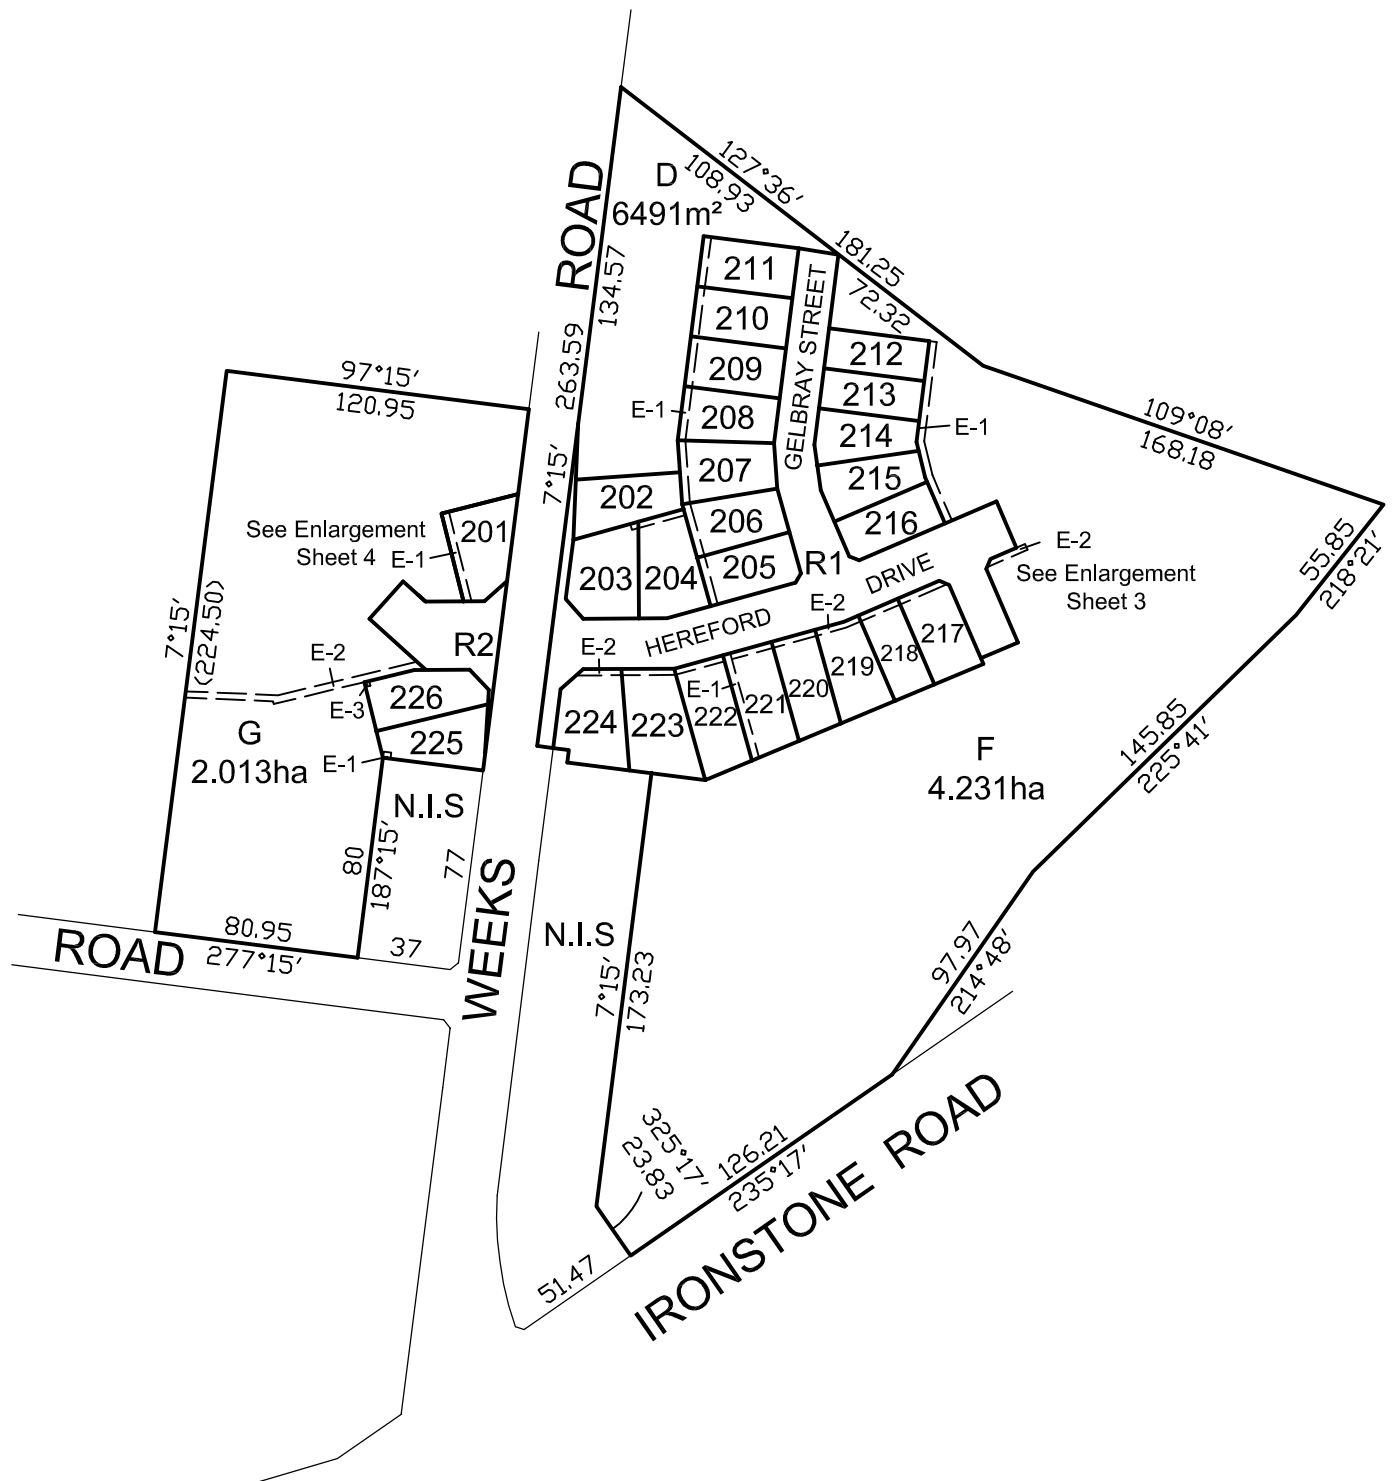 ROAD
D
6491m²
127°36′
108.93
134.57
263.59
7°15′
181.25
72.32
211
210
209
208
207
206
205
E-1
GELBRAY STREET
212
213
214
215
216
E-1
109°08′
168.18
55.85
218°21′
97°15′
120.95
See Enlargement
Sheet 4
E-1
201
202
203
204
R1
HEREFORD
DRIVE
E-2
See Enlargement
Sheet 3
7°15′
(224.50)
E-2
R2
E-3
226
225
E-1
G
2.013ha
N.I.S
E-2
E-2
E-1
224
223
222
221
220
219
218
217
F
4.231ha
145.85
225°41′
80
187°15′
77
WEEKS
ROAD
80.95
277°15′
37
N.I.S
7°15′
173.23
97.97
214°48′
325°17′
23.83
126.21
235°17′
51.47
IRONSTONE ROAD